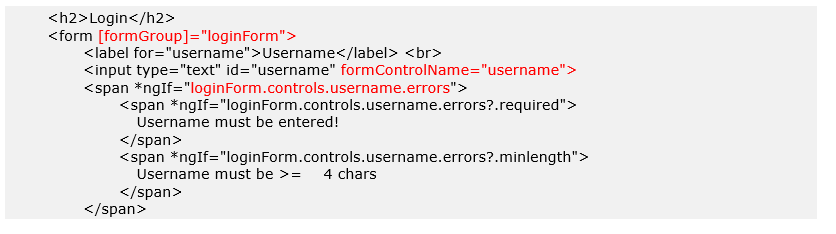 <h2>Login</h2>
<form [formGroup]="loginForm">
<label for="username">Username</label> <br>
<input type="text" id="username" formControlName="username">
<span *ngIf="loginForm.controls.username.errors">
<span *ngIf="loginForm.controls.username.errors?.required">
Username must be entered!
</span>
<span *ngIf="loginForm.controls.username.errors?.minlength">
Username must be >= 4 chars
</span>
</span>